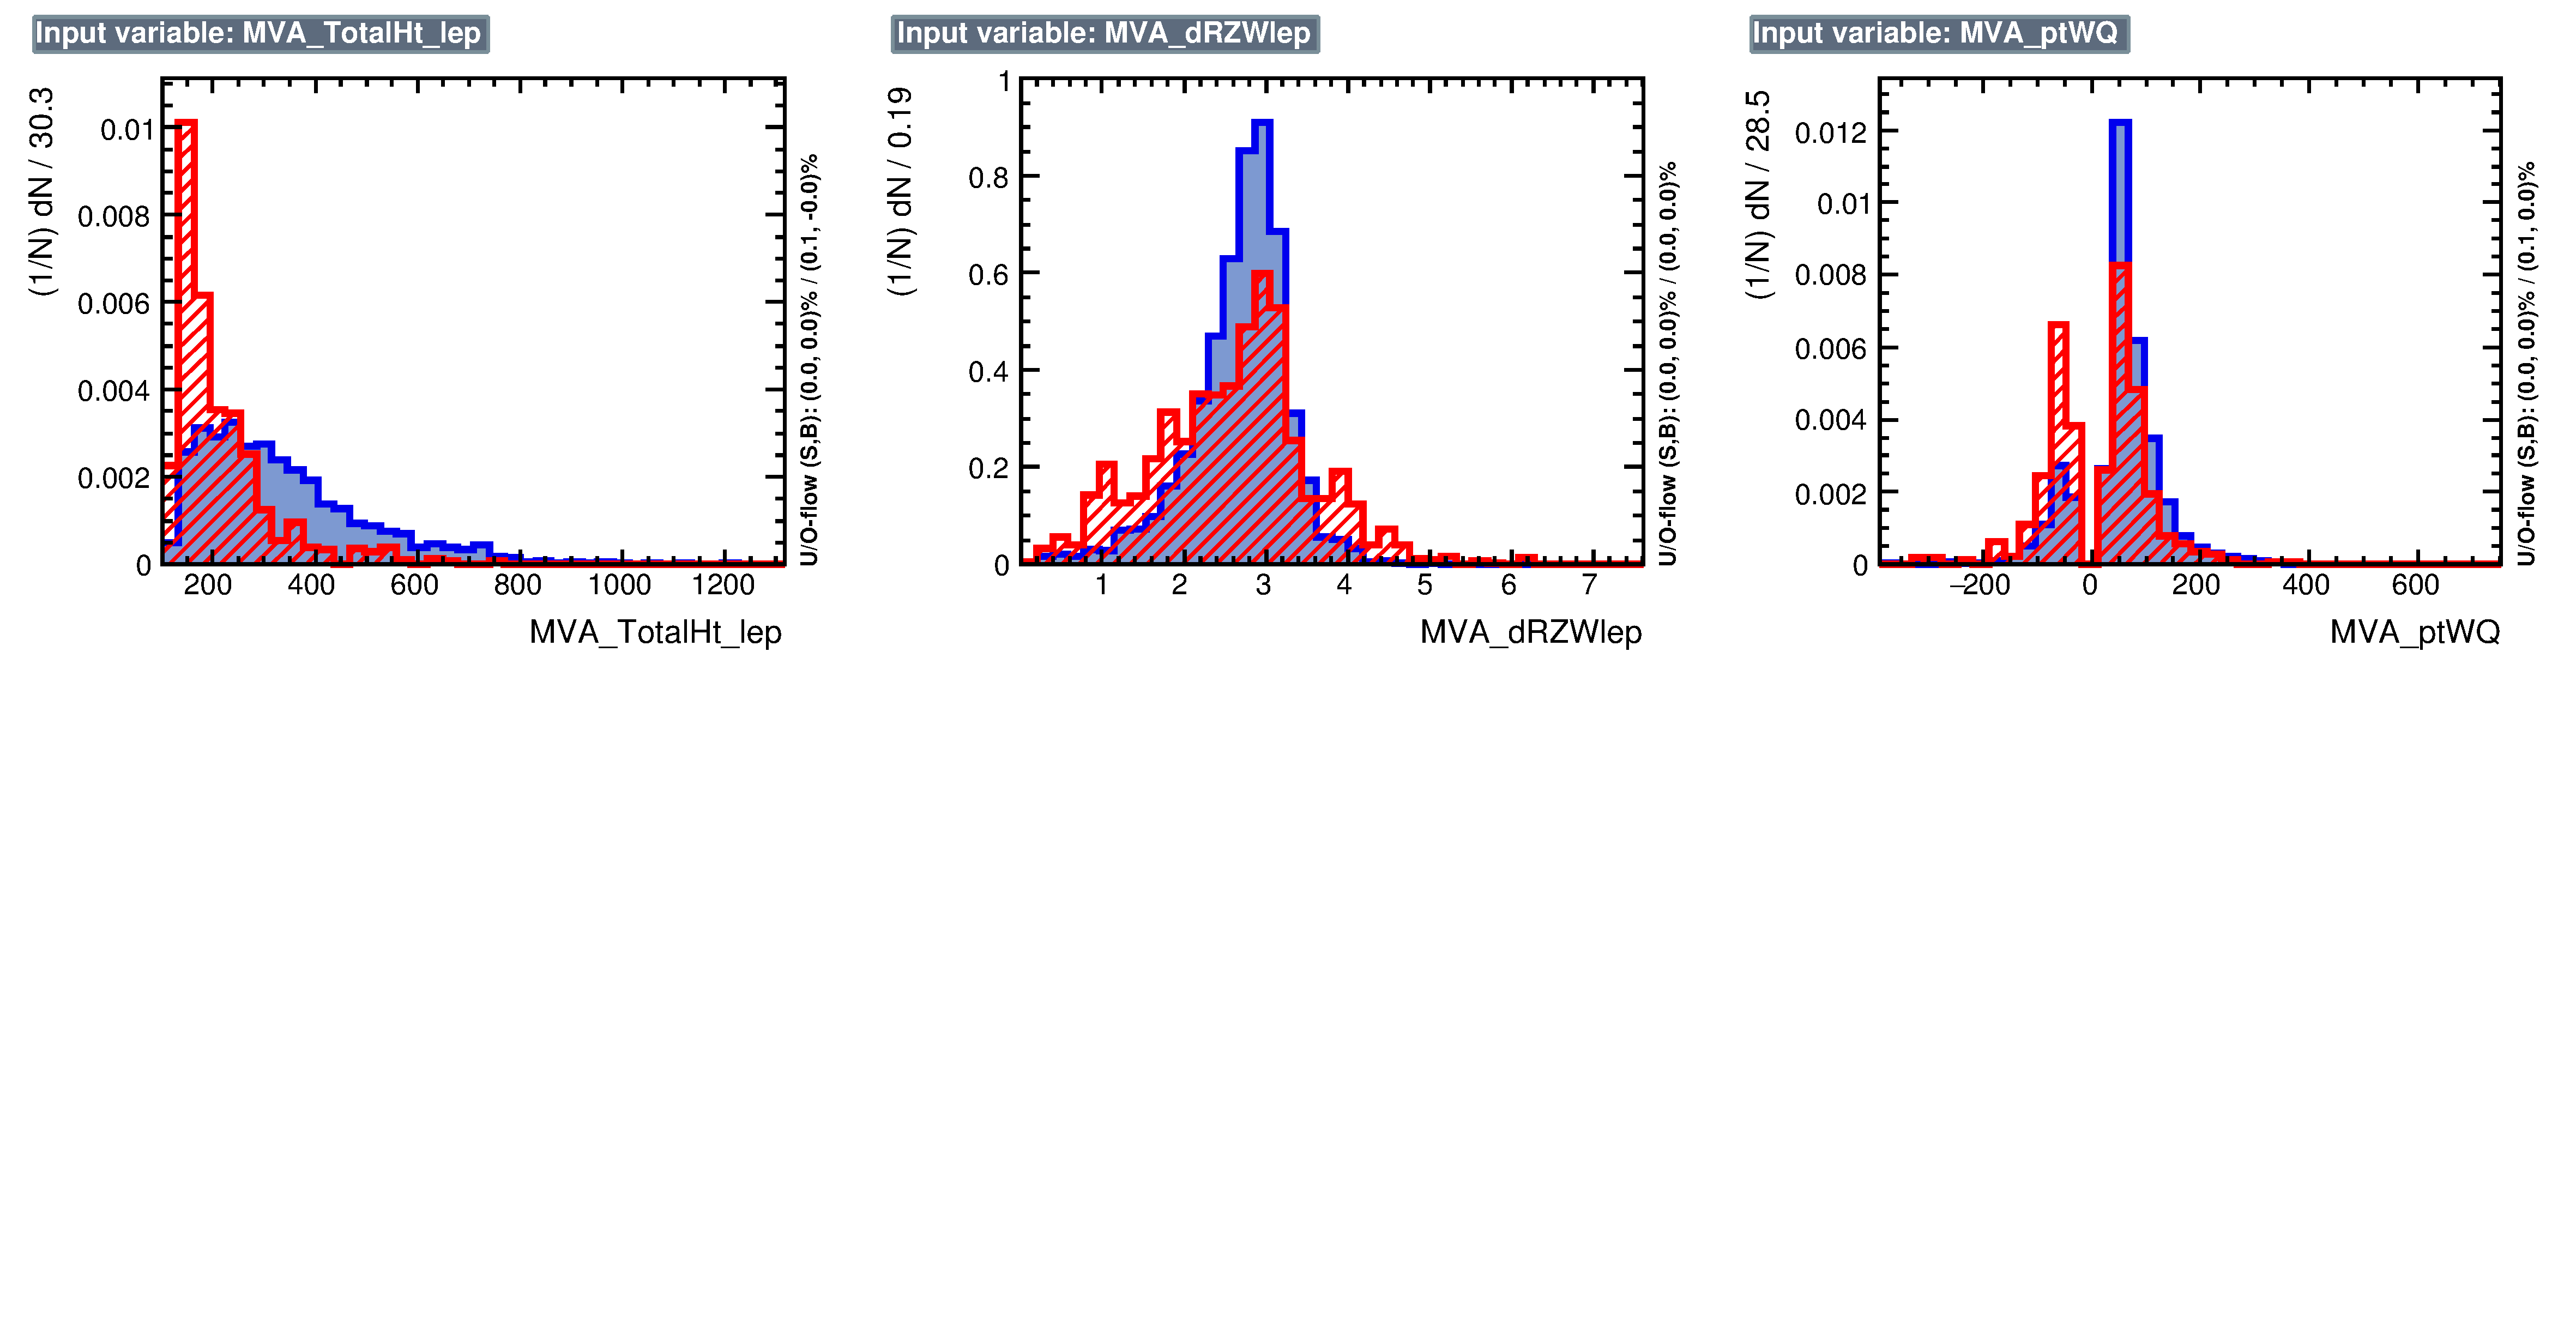 Input variable: MVA_TotalHt_lep
(1/N) dN / 30.3
0.01
0.008
0.006
0.004
0.002
0
200 400 600 800 1000 1200
MVA_TotalHt_lep
U/O-flow (S,B): (0.0, 0.0)% / (0.1, -0.0)%
Input variable: MVA_dRZWlep
(1/N) dN / 0.19
1
0.8
0.6
0.4
0.2
0
1 2 3 4 5 6 7
MVA_dRZWlep
U/O-flow (S,B): (0.0, 0.0)% / (0.0, 0.0)%
Input variable: MVA_ptWQ
(1/N) dN / 28.5
0.012
0.01
0.008
0.006
0.004
0.002
0
−200 0 200 400 600
MVA_ptWQ
U/O-flow (S,B): (0.0, 0.0)% / (0.1, 0.0)%